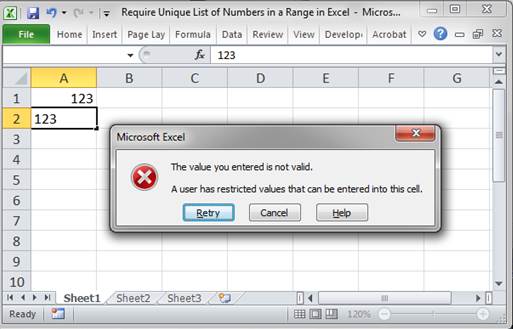 Require Unique List of Numbers in a Range in Excel - Micros...
File Home Insert Page Lay Formula Data Review View Develope Acrobat
fx 123
A B C D E F G
1 123
2 123
3
4
5
6
7
8
9
10
Microsoft Excel
The value you entered is not valid.
A user has restricted values that can be entered into this cell.
Retry Cancel Help
Sheet1 Sheet2 Sheet3
Ready 120%